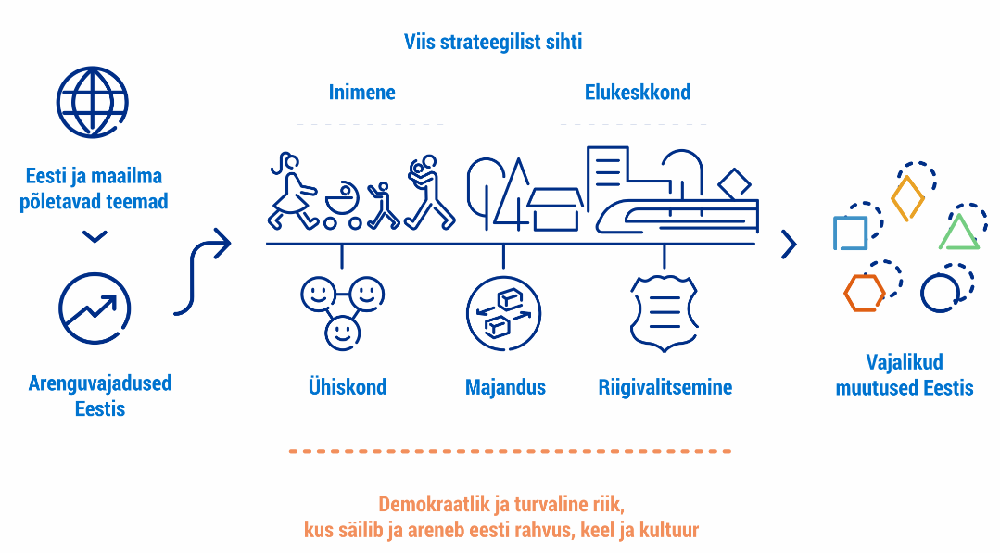 Viis strateegilist sihti
Inimene
Elukeskkond
Eesti ja maailma
põletavad teemad
Arenguvajadused
Eestis
Ühiskond
Majandus
Riigivalitsemine
Vajalikud
muutused Eestis
Demokraatlik ja turvaline riik,
kus säilib ja areneb eesti rahvus, keel ja kultuur